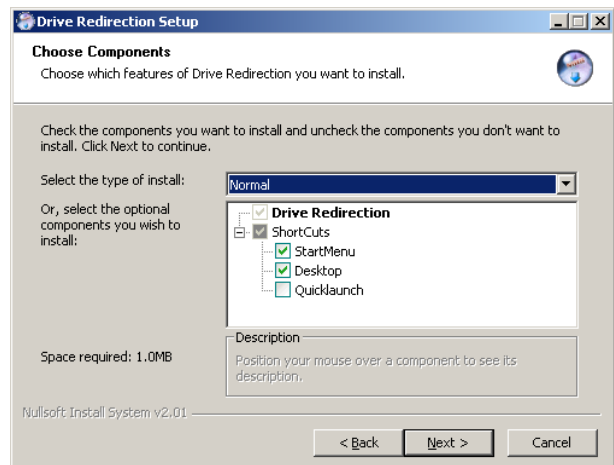 Drive Redirection Setup
Choose Components
Choose which features of Drive Redirection you want to install.
Check the components you want to install and uncheck the components you don't want to
install. Click Next to continue.
Select the type of install:
Normal
Or, select the optional
components you wish to
install:
Drive Redirection
ShortCuts
StartMenu
Desktop
Quicklaunch
Space required: 1.0MB
Description
Position your mouse over a component to see its
description.
Nullsoft Install System v2.01
< Back
Next >
Cancel